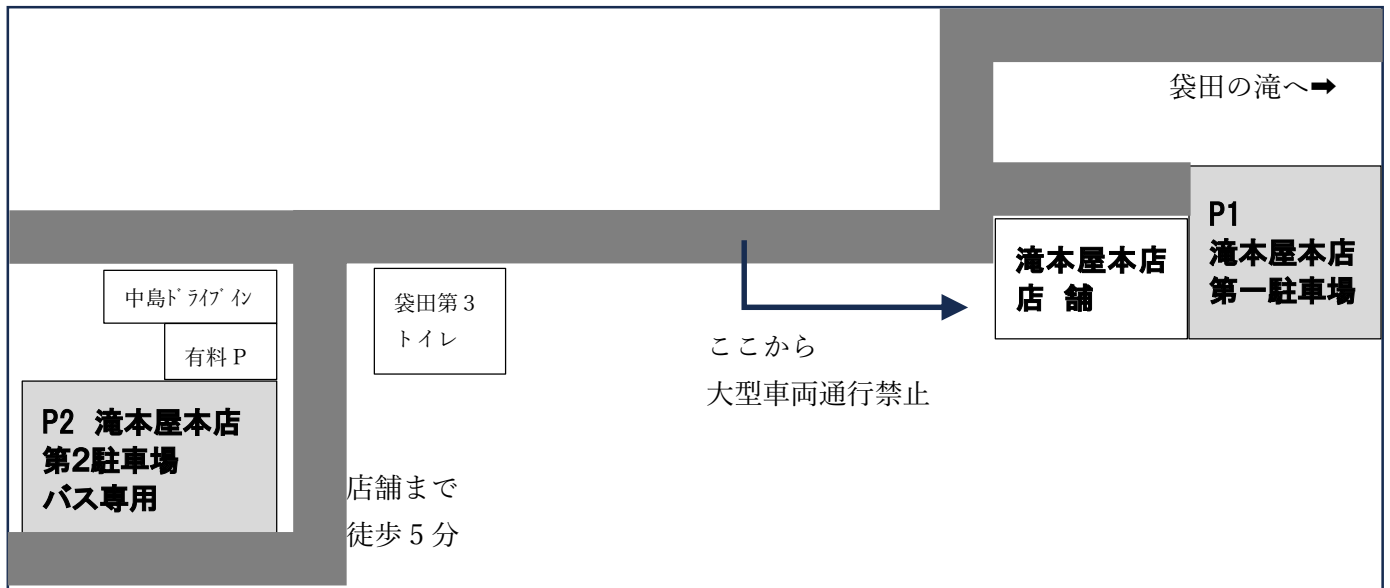 袋田の滝へ➡
P1
滝本屋本店
第一駐車場
滝本屋本店
店 舗
中島ﾄﾞﾗｲﾌﾞｲﾝ
袋田第3
トイレ
有料P
ここから
大型車両通行禁止
P2 滝本屋本店
第2駐車場
バス専用
店舗まで
徒歩5分